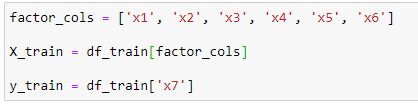 factor_cols = ['x1', 'x2', 'x3', 'x4', 'x5', 'x6']
X_train = df_train[factor_cols]
y_train = df_train['x7']